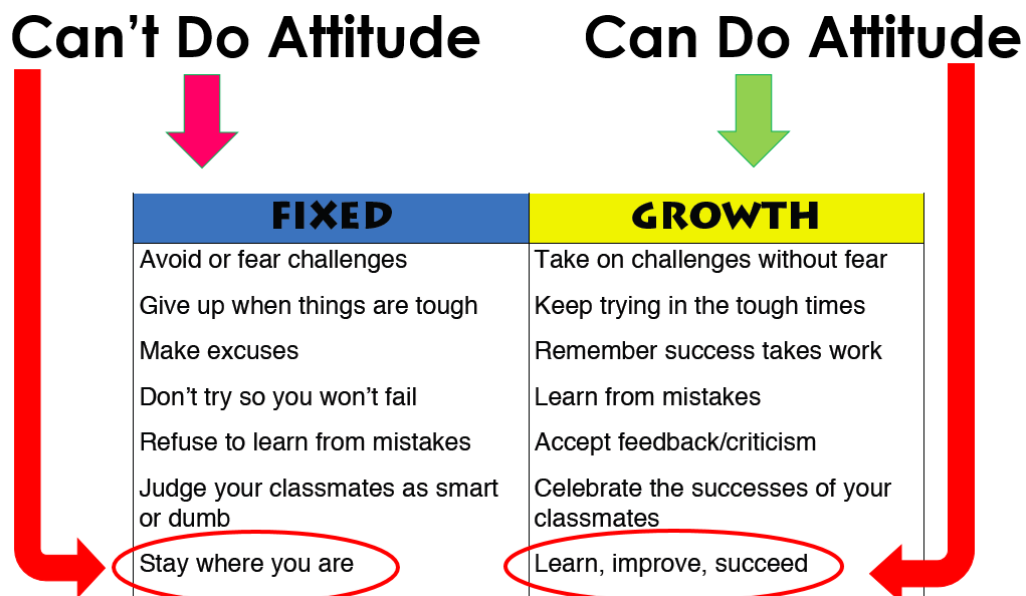 Can't Do Attitude
Can Do Attitude
FIXED
GROWTH
Avoid or fear challenges
Take on challenges without fear
Give up when things are tough
Keep trying in the tough times
Make excuses
Remember success takes work
Don't try so you won't fail
Learn from mistakes
Refuse to learn from mistakes
Accept feedback/criticism
Judge your classmates as smart
or dumb
Celebrate the successes of your
classmates
Stay where you are
Learn, improve, succeed